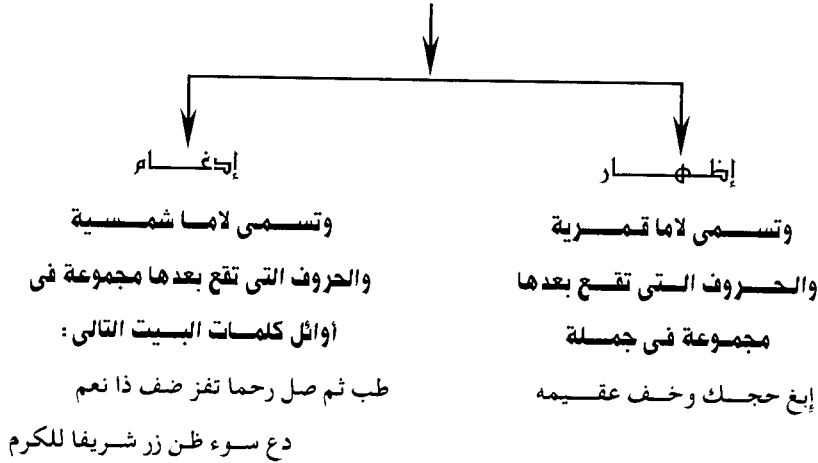 إظهار
وتسمى لاما قمرية
والحروف التى تقع بعدها
مجموعة فى جملة
إبغ حجك وخف عقيمه
إدغام
وتسمى لاما شمسية
والحروف التى تقع بعدها مجموعة فى
أوائل كلمات البيت التالى :
طب ثم صل رحما تفز ضف ذا نعم
دع سوء ظن زر شريفا للكرم